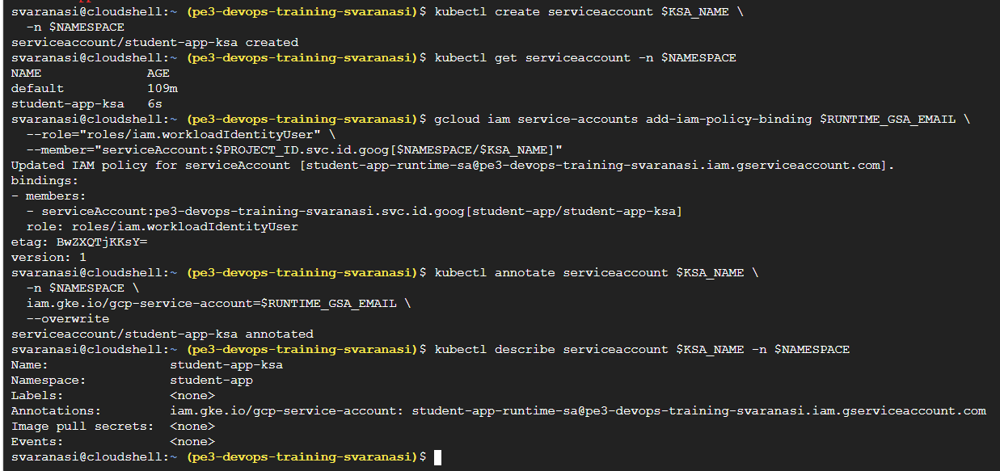 svaranasi@cloudshell:~ (pe3-devops-training-svaranasi)$ kubectl create serviceaccount $KSA_NAME \
  -n $NAMESPACE
serviceaccount/student-app-ksa created
svaranasi@cloudshell:~ (pe3-devops-training-svaranasi)$ kubectl get serviceaccount -n $NAMESPACE
NAME              AGE
default           109m
student-app-ksa   6s
svaranasi@cloudshell:~ (pe3-devops-training-svaranasi)$ gcloud iam service-accounts add-iam-policy-binding $RUNTIME_GSA_EMAIL \
  --role="roles/iam.workloadIdentityUser" \
  --member="serviceAccount:$PROJECT_ID.svc.id.goog[$NAMESPACE/$KSA_NAME]"
Updated IAM policy for serviceAccount [student-app-runtime-sa@pe3-devops-training-svaranasi.iam.gserviceaccount.com].
bindings:
- members:
  - serviceAccount:pe3-devops-training-svaranasi.svc.id.goog[student-app/student-app-ksa]
  role: roles/iam.workloadIdentityUser
etag: BwZXQTjKKsY=
version: 1
svaranasi@cloudshell:~ (pe3-devops-training-svaranasi)$ kubectl annotate serviceaccount $KSA_NAME \
  -n $NAMESPACE \
  iam.gke.io/gcp-service-account=$RUNTIME_GSA_EMAIL \
  --overwrite
serviceaccount/student-app-ksa annotated
svaranasi@cloudshell:~ (pe3-devops-training-svaranasi)$ kubectl describe serviceaccount $KSA_NAME -n $NAMESPACE
Name:                student-app-ksa
Namespace:           student-app
Labels:              <none>
Annotations:         iam.gke.io/gcp-service-account: student-app-runtime-sa@pe3-devops-training-svaranasi.iam.gserviceaccount.com
Image pull secrets:  <none>
Events:              <none>
svaranasi@cloudshell:~ (pe3-devops-training-svaranasi)$